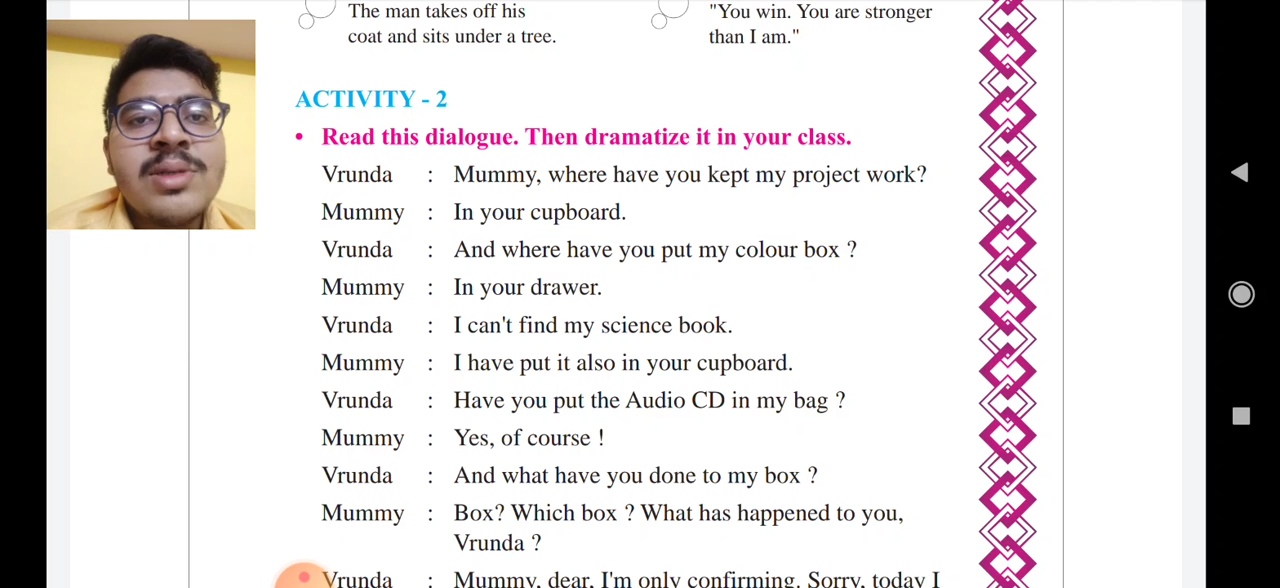 The man takes off his
coat and sits under a tree.
"You win. You are stronger
than I am."
ACTIVITY - 2
• Read this dialogue. Then dramatize it in your class.
Vrunda : Mummy, where have you kept my project work?
Mummy : In your cupboard.
Vrunda : And where have you put my colour box ?
Mummy : In your drawer.
Vrunda : I can't find my science book.
Mummy : I have put it also in your cupboard.
Vrunda : Have you put the Audio CD in my bag ?
Mummy : Yes, of course !
Vrunda : And what have you done to my box ?
Mummy : Box? Which box ? What has happened to you,
Vrunda ?
Vrunda : Mummy, dear, I'm only confirming. Sorry, today I